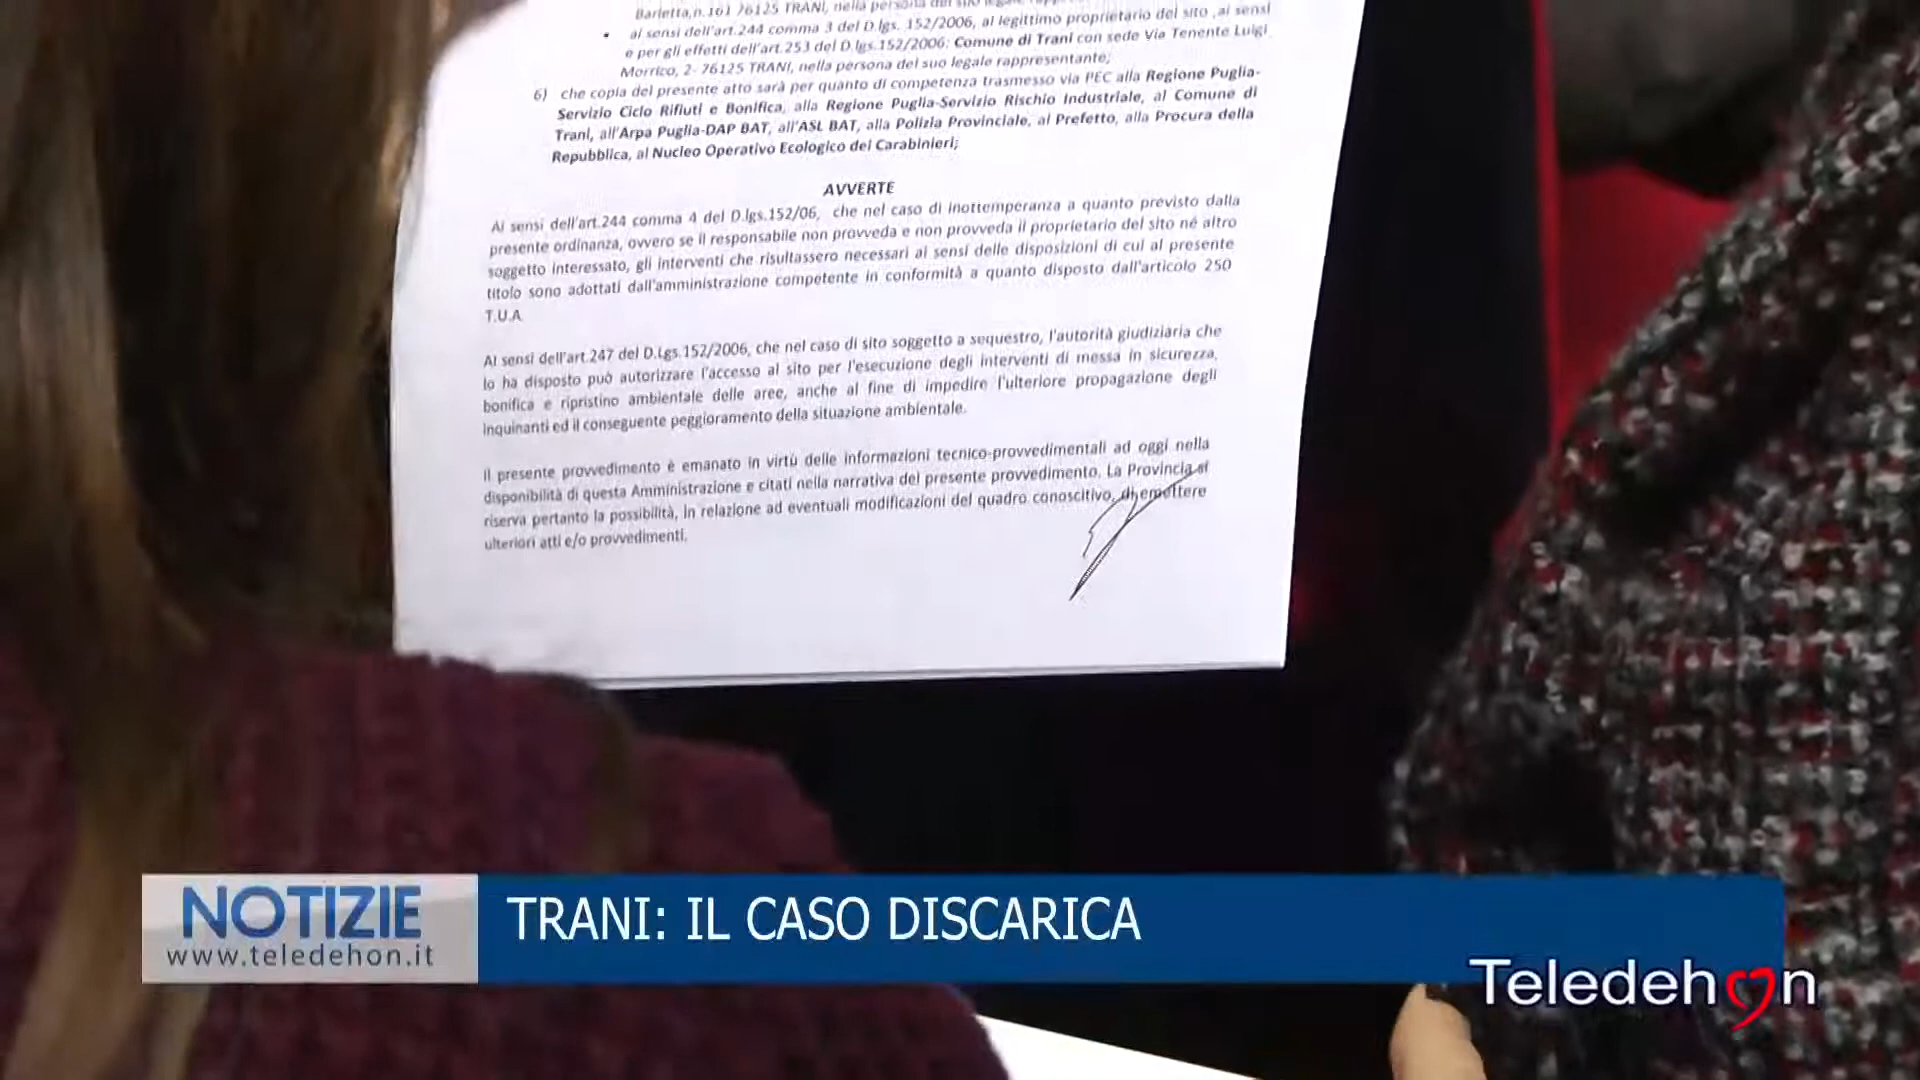 Barletta,n.161 76125 TRANI, nella persona del suo legale
ai sensi dell'art.244 comma 3 del D.lgs. 152/2006, al legittimo proprietario del sito ,ai sensi
e per gli effetti dell'art.253 del D.lgs.152/2006: Comune di Trani con sede Via Tenente Luigi
Morrico, 2- 76125 TRANI, nella persona del suo legale rappresentante;
6) che copia del presente atto sarà per quanto di competenza trasmesso via PEC alla Regione Puglia-
Servizio Ciclo Rifiuti e Bonifica, alla Regione Puglia-Servizio Rischio Industriale, al Comune di
Trani, all'Arpa Puglia-DAP BAT, all'ASL BAT, alla Polizia Provinciale, al Prefetto, alla Procura della
Repubblica, al Nucleo Operativo Ecologico dei Carabinieri;
AVVERTE
Ai sensi dell'art.244 comma 4 del D.lgs.152/06, che nel caso di inottemperanza a quanto previsto dalla
presente ordinanza, ovvero se il responsabile non provveda e non provveda il proprietario del sito né altro
soggetto interessato, gli interventi che risultassero necessari ai sensi delle disposizioni di cui al presente
titolo sono adottati dall'amministrazione competente in conformità a quanto disposto dall'articolo 250
T.U.A
Ai sensi dell'art.247 del D.Lgs.152/2006, che nel caso di sito soggetto a sequestro, l'autorità giudiziaria che
lo ha disposto può autorizzare l'accesso al sito per l'esecuzione degli interventi di messa in sicurezza,
bonifica e ripristino ambientale delle aree, anche al fine di impedire l'ulteriore propagazione degli
inquinanti ed il conseguente peggioramento della situazione ambientale.
Il presente provvedimento è emanato in virtù delle informazioni tecnico-provvedimentali ad oggi nella
disponibilità di questa Amministrazione e citati nella narrativa del presente provvedimento. La Provincia si
riserva pertanto la possibilità, in relazione ad eventuali modificazioni del quadro conoscitivo, di emettere
ulteriori atti e/o provvedimenti.
NOTIZIE
www.teledehon.it
TRANI: IL CASO DISCARICA
Teledehon